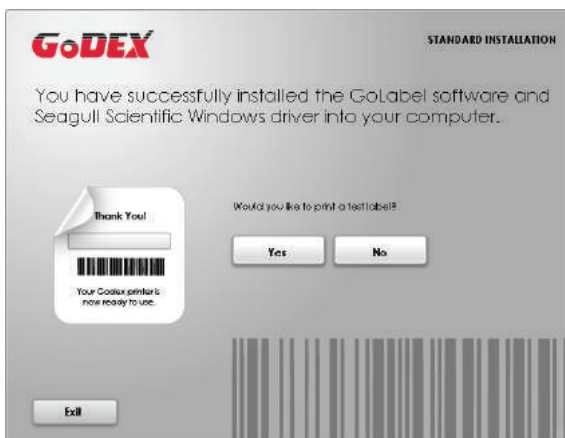 GoDEX
STANDARD INSTALLATION
You have successfully installed the GoLabel software and
Seagull Scientific Windows driver into your computer.
Thank You!
Your Godex printer is
now ready to use.
Would you like to print a test label?
Yes
No
Exit